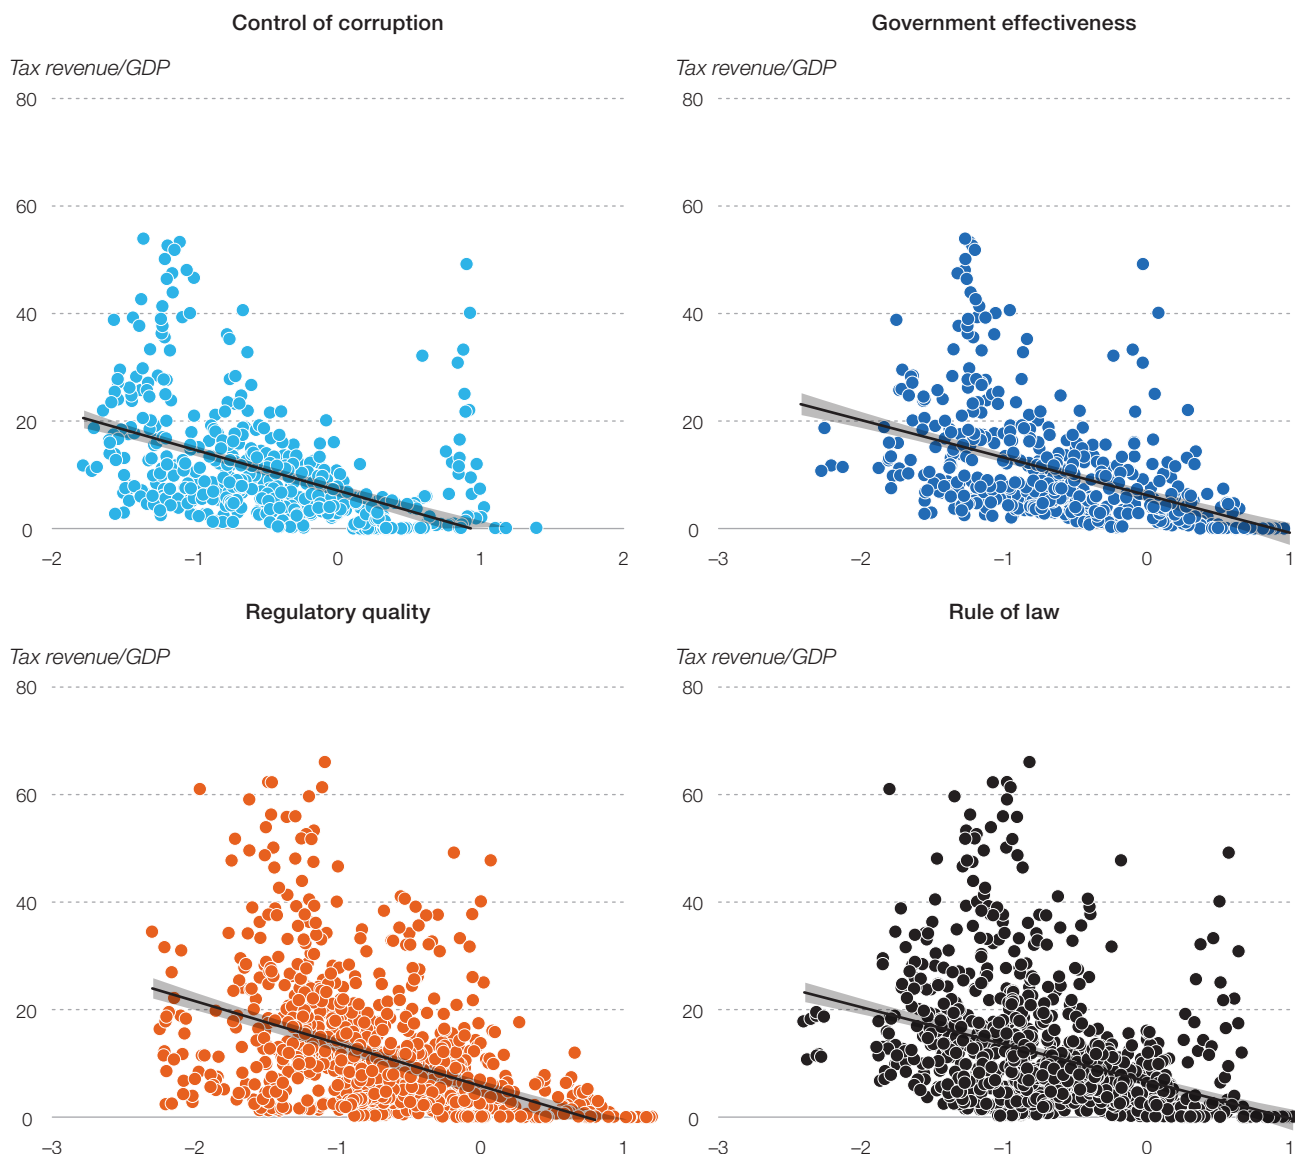 Control of corruption
Government effectiveness
Tax revenue/GDP
Tax revenue/GDP
80
80
60
60
40
40
20
20
0
0
−2 −1 0 1 2
−3 −2 −1 0 1
Regulatory quality
Rule of law
Tax revenue/GDP
Tax revenue/GDP
80
80
60
60
40
40
20
20
0
0
−3 −2 −1 0 1
−3 −2 −1 0 1